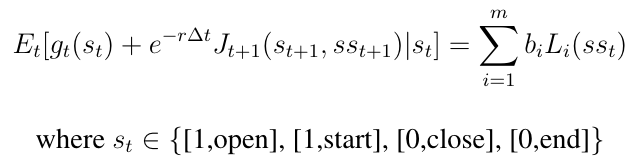 E_t[g_t(s_t) + e^{-rΔt} J_{t+1}(s_{t+1}, ss_{t+1})|s_t] = \sum_{i=1}^{m} b_i L_i(ss_t)
where s_t ∈ {[1,open], [1,start], [0,close], [0,end]}